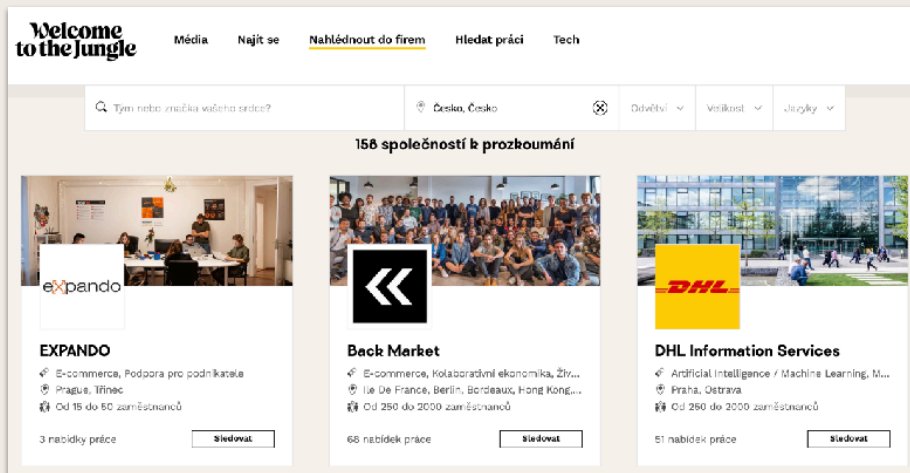 Welcome
to the Jungle
Média
Najít se
Nahlédnout do firem
Hledat práci
Tech
Tým nebo značka vašeho srdce?
Česko, Česko
Odvětví
Velikost
Jazyky
158 společností k prozkoumání
expando
DHL
EXPANDO
E-commerce, Podpora pro podnikatele
Prague, Třinec
Od 15 do 50 zaměstnanců
3 nabídky práce
Sledovat
Back Market
E-commerce, Kolaborativní ekonomika, Živ...
Ile De France, Berlin, Bordeaux, Hong Kong,...
Od 250 do 2000 zaměstnanců
68 nabídek práce
Sledovat
DHL Information Services
Artificial Intelligence / Machine Learning, M...
Praha, Ostrava
Od 250 do 2000 zaměstnanců
51 nabídek práce
Sledovat